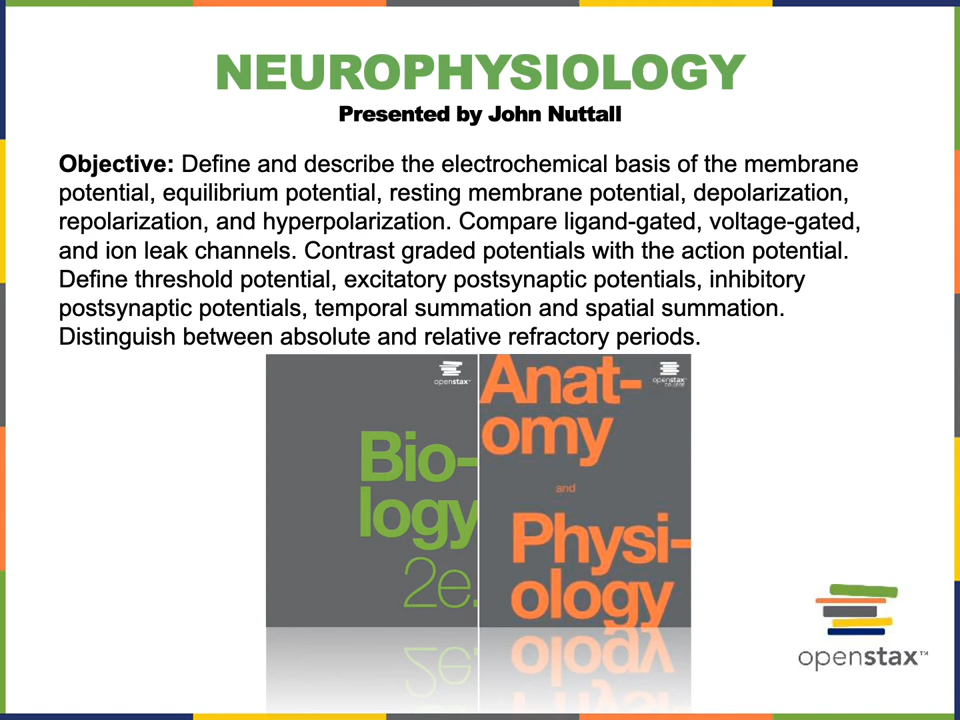 NEUROPHYSIOLOGY
Presented by John Nuttall
Objective: Define and describe the electrochemical basis of the membrane
potential, equilibrium potential, resting membrane potential, depolarization,
repolarization, and hyperpolarization. Compare ligand-gated, voltage-gated,
and ion leak channels. Contrast graded potentials with the action potential.
Define threshold potential, excitatory postsynaptic potentials, inhibitory
postsynaptic potentials, temporal summation and spatial summation.
Distinguish between absolute and relative refractory periods.
openstax™
Bio-
logy
2e.
openstax™
COLLEGE
Anat-
omy
and
Physi-
ology
openstax™